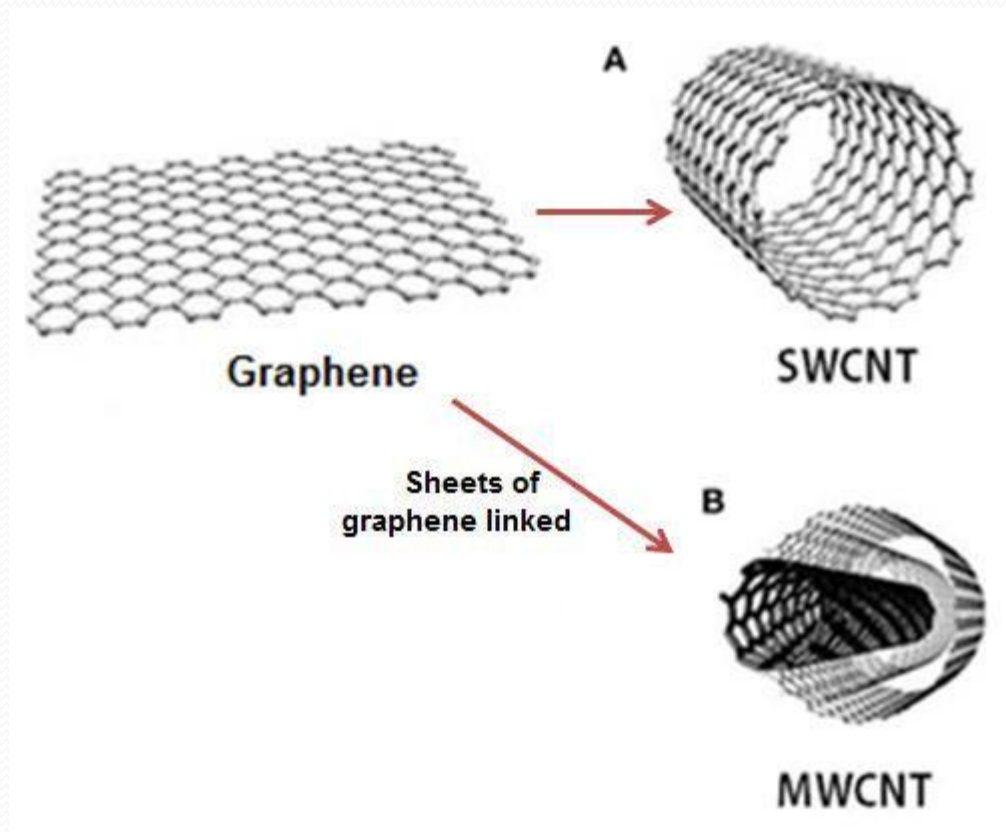 A
SWCNT
Graphene
Sheets of
graphene linked
B
MWCNT